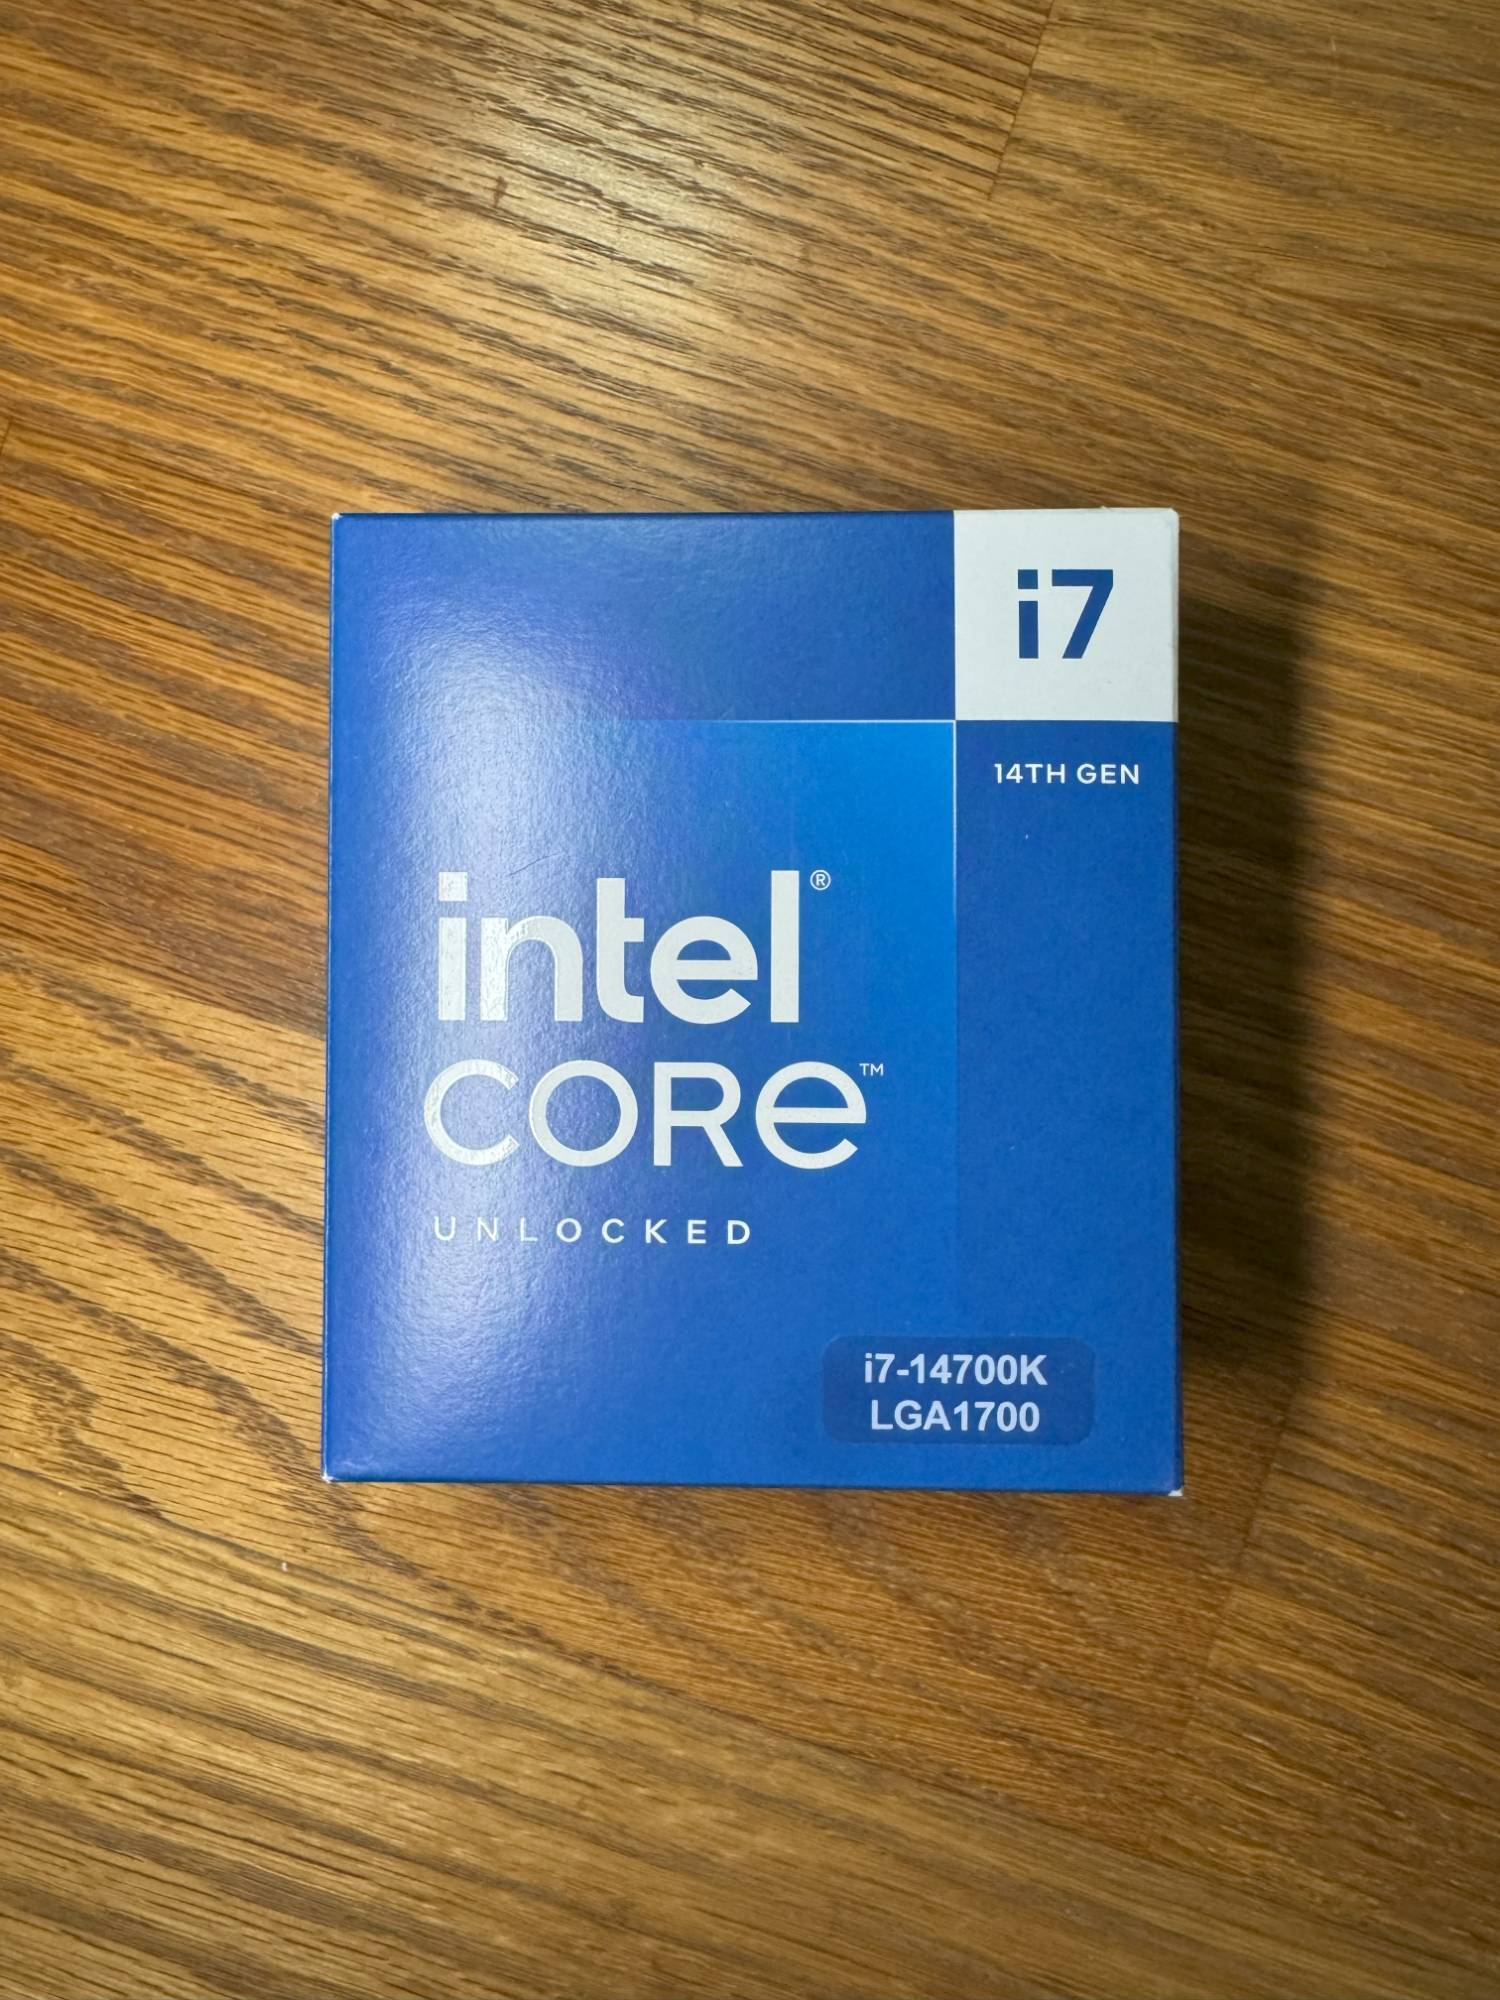 i7
14TH GEN
intel®
CORE™
UNLOCKED
i7-14700K
LGA1700